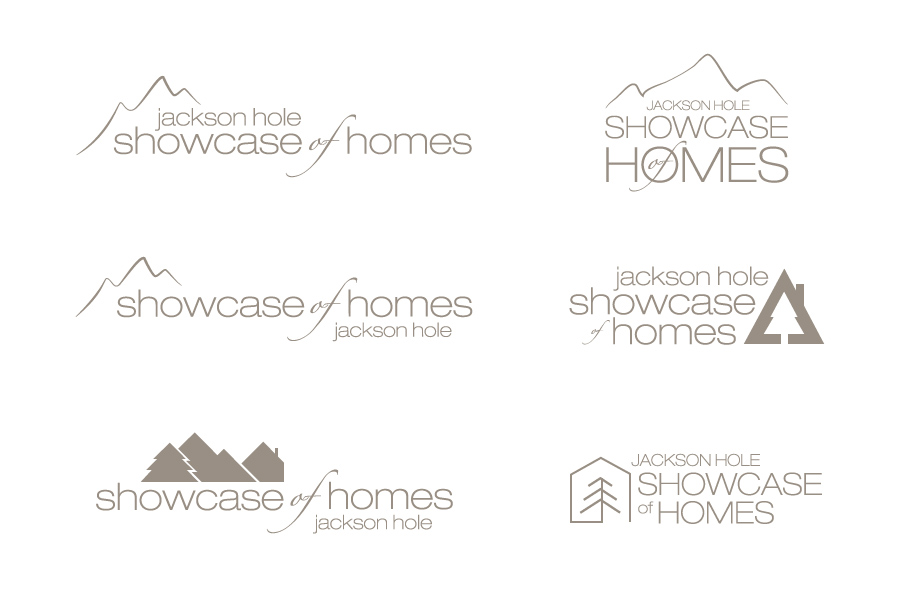 jackson hole
showcase of homes
JACKSON HOLE
SHOWCASE
of
HOMES
showcase of homes
jackson hole
jackson hole
showcase
of homes
showcase of homes
jackson hole
JACKSON HOLE
SHOWCASE
of HOMES